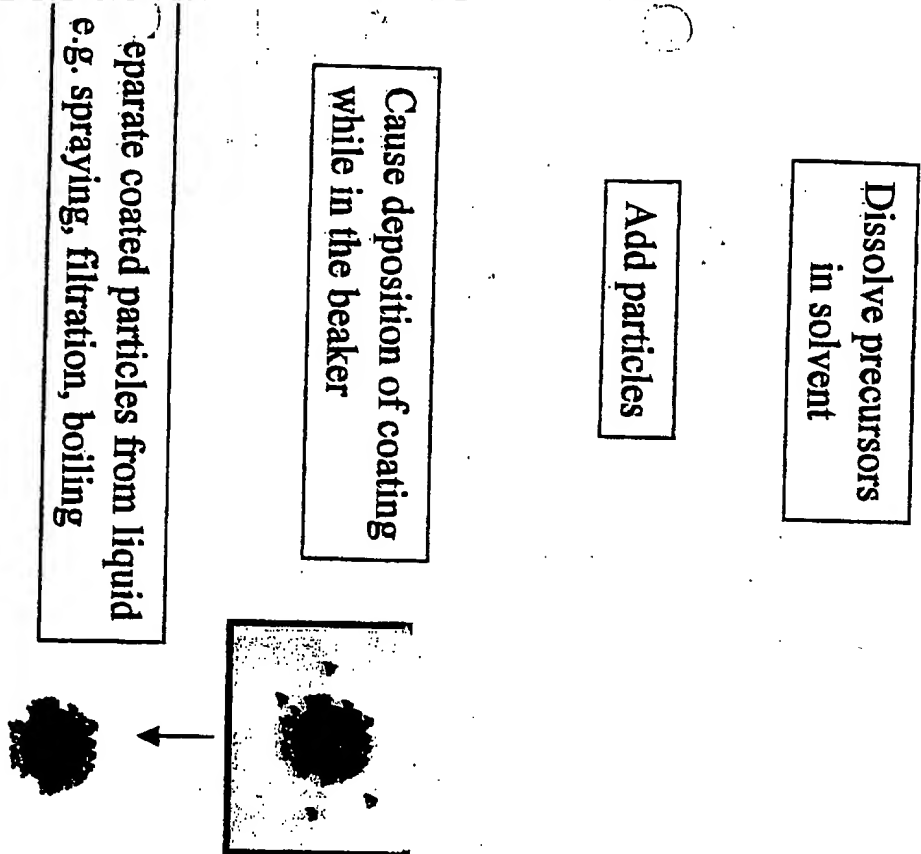 Dissolve precursors
in solvent
Add particles
Cause deposition of coating
while in the beaker
eparate coated particles from liquid
e.g. spraying, filtration, boiling